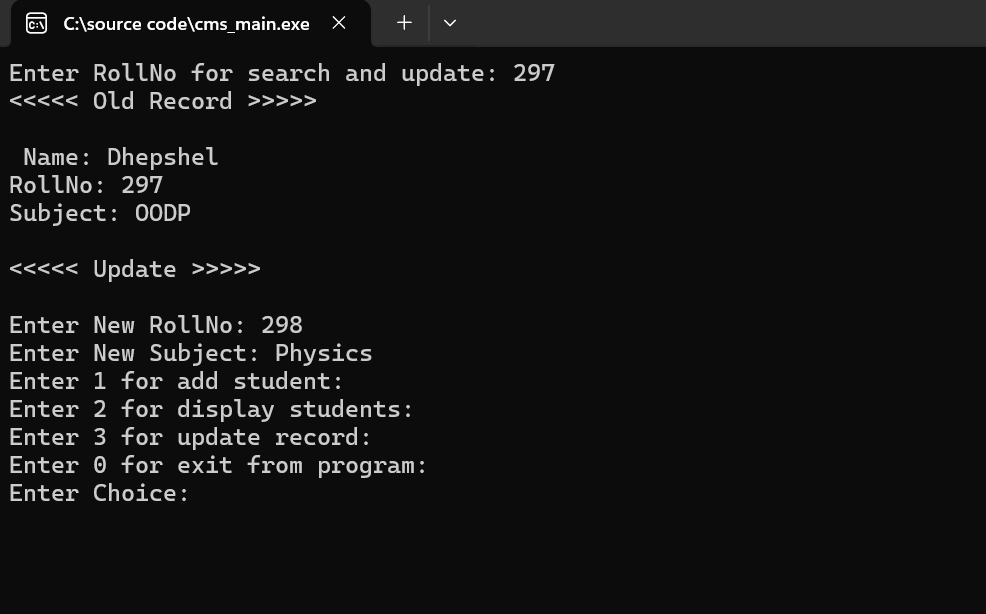 C:\source code\cms_main.exe
Enter RollNo for search and update: 297
<<<<< Old Record >>>>>
Name: Dhepshel
RollNo: 297
Subject: OODP
<<<<< Update >>>>>
Enter New RollNo: 298
Enter New Subject: Physics
Enter 1 for add student:
Enter 2 for display students:
Enter 3 for update record:
Enter 0 for exit from program:
Enter Choice: